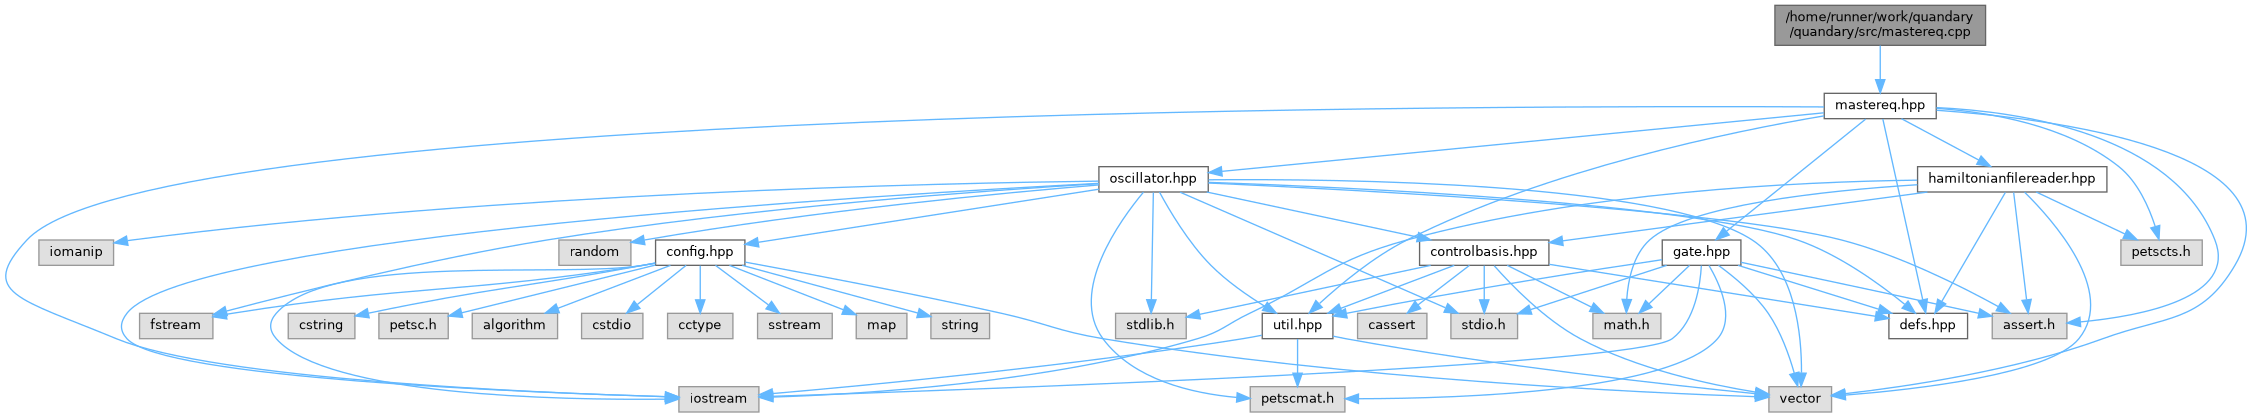 /home/runner/work/quandary
/quandary/src/mastereq.cpp
mastereq.hpp
oscillator.hpp
hamiltonianfilereader.hpp
iomanip
random
config.hpp
controlbasis.hpp
gate.hpp
petscts.h
fstream
cstring
petsc.h
algorithm
cstdio
cctype
sstream
map
string
stdlib.h
util.hpp
cassert
stdio.h
math.h
defs.hpp
assert.h
iostream
petscmat.h
vector